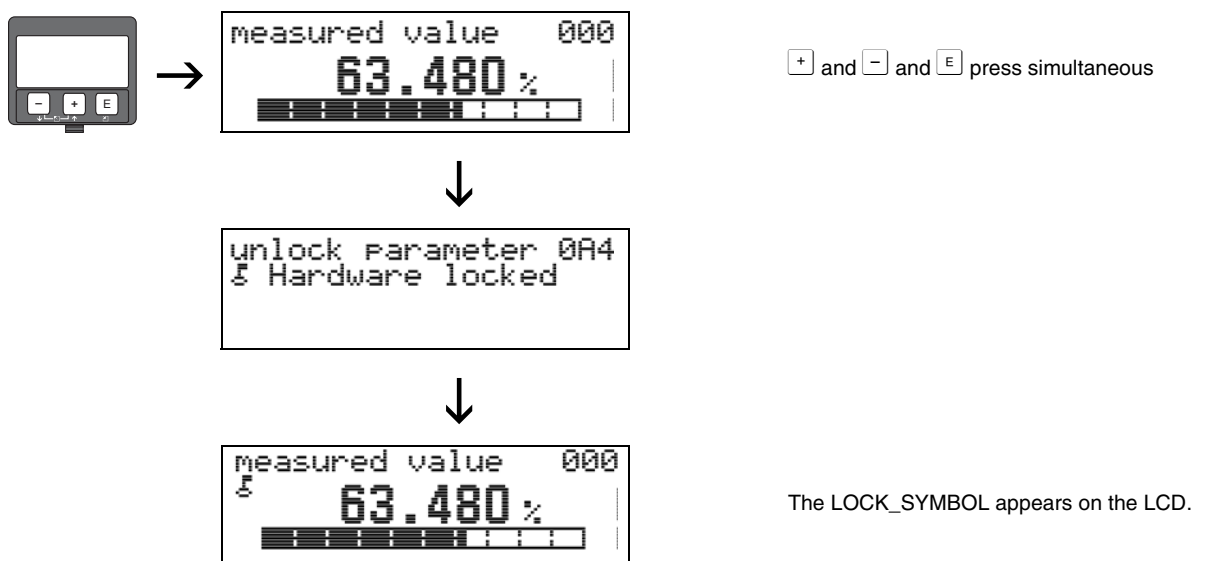 measured value 000
63.480 %
+ and - and E press simultaneous
- + E
unlock parameter 0A4
Hardware locked
measured value 000
63.480 %
The LOCK_SYMBOL appears on the LCD.